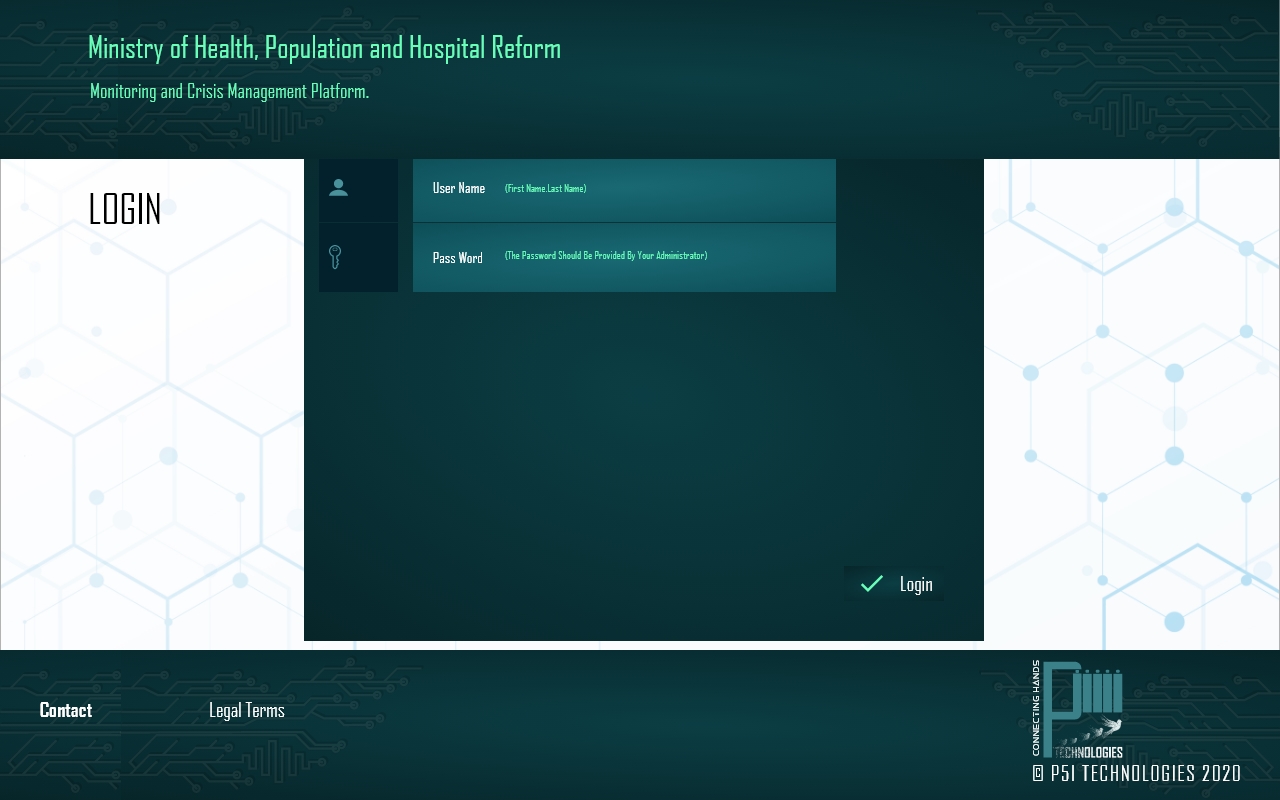 Ministry of Health, Population and Hospital Reform
Monitoring and Crisis Management Platform.
LOGIN
User Name (First Name.Last Name)
Pass Word (The Password Should Be Provided By Your Administrator)
Login
Contact
Legal Terms
CONNECTING HANDS
TECHNOLOGIES
© P5I TECHNOLOGIES 2020